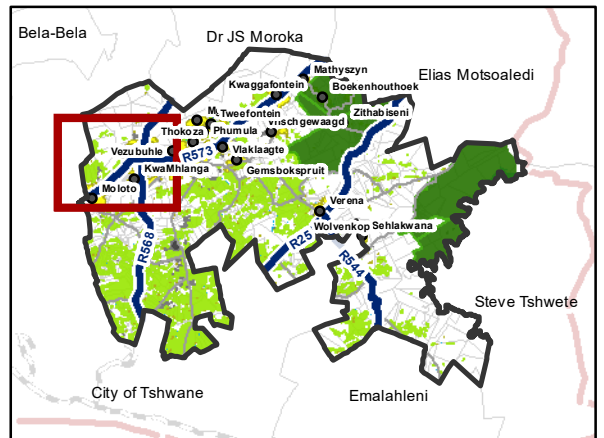 Bela-Bela
Dr JS Moroka
Mathyszyn
Elias Motsoaledi
Kwaggafontein
Boekenhouthoek
Tweefontein
Zithabiseni
Vrischgewaagd
Thokoza
Phumula
Vezubuhle
R573
Vlaklaagte
KwaMhlanga
Gemsbokspruit
Moloto
Verena
Wolvenkop
Sehlakwana
R568
R25
R544
Steve Tshwete
City of Tshwane
Emalahleni